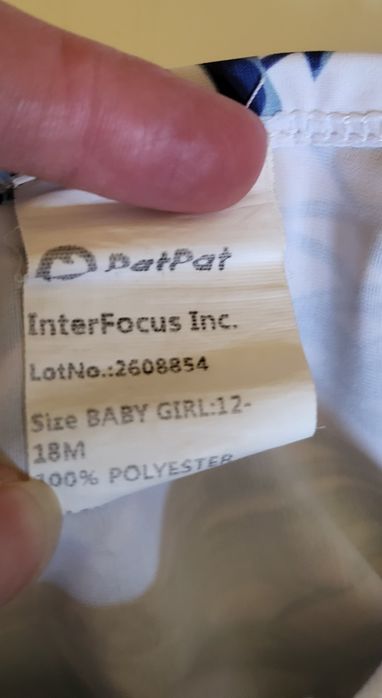 PatPat
InterFocus Inc.
LotNo.:2608854
Size BABY GIRL:12-
18M
100% POLYESTER